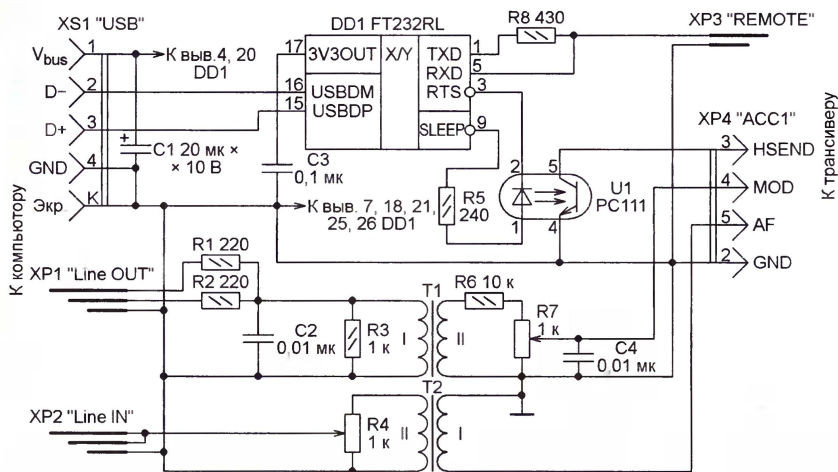 XS1 "USB"
Vbus 1
К выв. 4, 20
DD1
D− 2
D+ 3
GND 4
Экр. K
+
C1 20 мк ×
× 10 В
C3
0,1 мк
К выв. 7, 18, 21,
25, 26 DD1
DD1 FT232RL
17 3V3OUT X/Y TXD 1
RXD 5
16 USBDM RTS 3
15 USBDP
SLEEP 9
R8 430
XP3 "REMOTE"
R5
240
2 5
1 4
U1
PC111
XP4 "ACC1"
3 HSEND
4 MOD
5 AF
2 GND
К трансиверу
К компьютору
XP1 "Line OUT"
R1 220
R2 220
C2
0,01 мк
R3
1 к
T1
I II
R6 10 к
R7
1 к
C4
0,01 мк
XP2 "Line IN"
R4
1 к
T2
II I